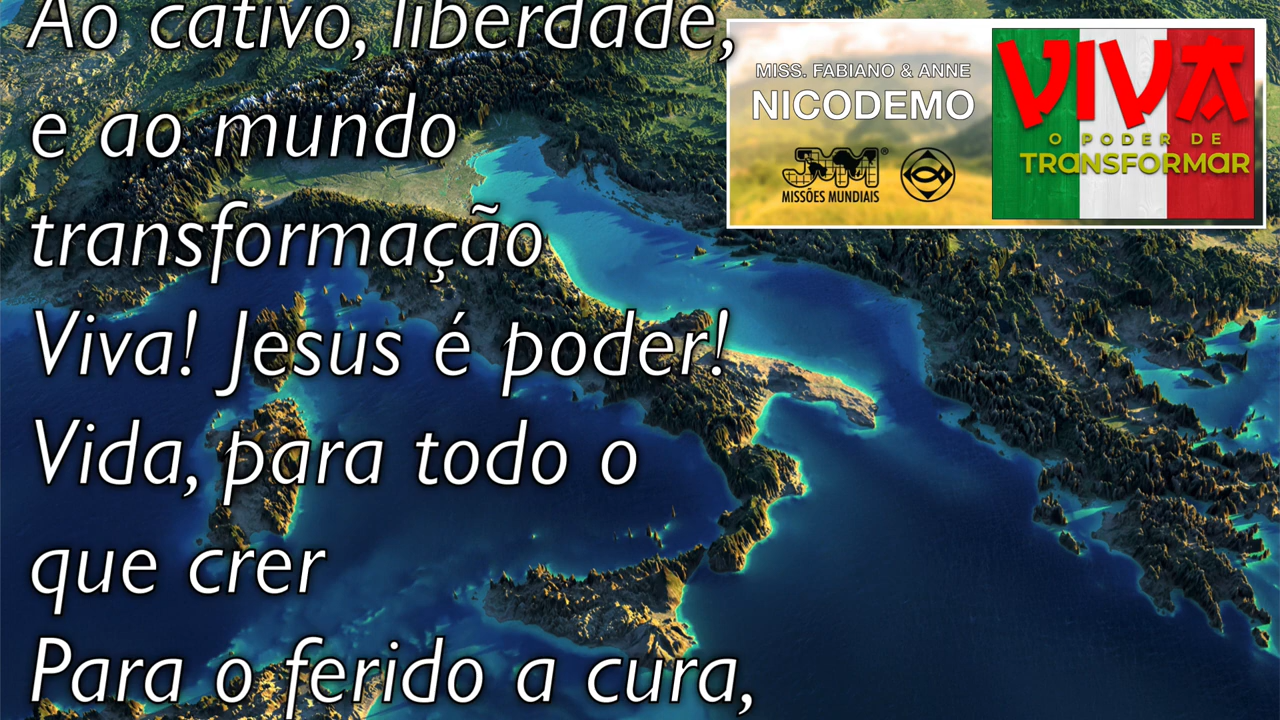 Ao cativo, liberdade,
e ao mundo
transformação
Viva! Jesus é poder!
Vida, para todo o
que crer
Para o ferido a cura,
MISS. FABIANO & ANNE
NICODEMO
JMM®
MISSÕES MUNDIAIS
VIVA
O PODER DE
TRANSFORMAR